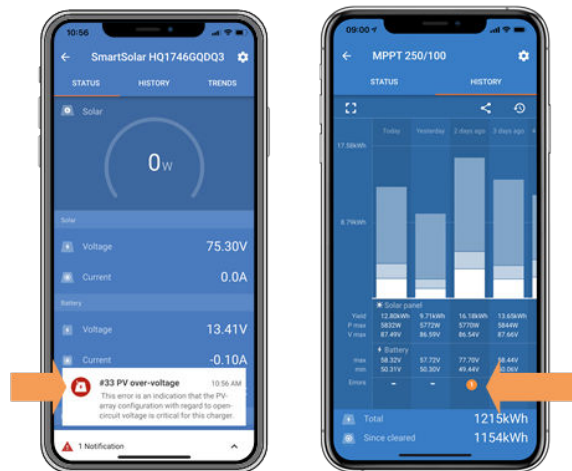 10:56
SmartSolar HQ1746GQDQ3
STATUS HISTORY TRENDS
Solar
0W
Solar
Voltage 75.30V
Current 0.0A
Battery
Voltage 13.41V
Current -0.10A
#33 PV over-voltage 10:56 AM
This error is an indication that the PV-
array configuration with regard to open-
circuit voltage is critical for this charger.
1 Notification
09:00
MPPT 250/100
STATUS HISTORY
Today Yesterday 2 days ago 3 days ago 4
17.58kWh
8.79kWh
Solar panel
Yield 12.80kWh 9.71kWh 16.18kWh 13.65kWh
P max 5832W 5772W 5770W 5844W
V max 87.49V 86.59V 86.54V 87.66V
Battery
max 58.32V 57.72V 77.70V 58.44V
min 50.31V 50.30V 49.44V
Errors - - 1
Total 1215kWh
Since cleared 1154kWh